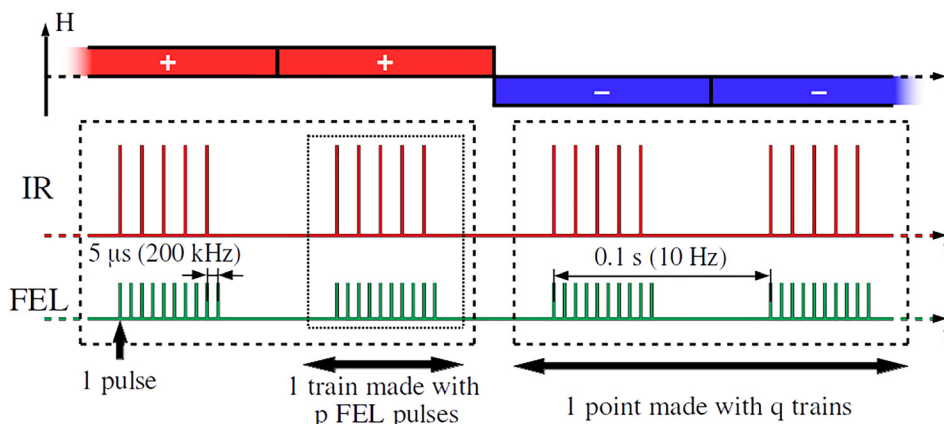 H
+ +
− −
IR
5 μs (200 kHz)
0.1 s (10 Hz)
FEL
1 pulse
1 train made with
p FEL pulses
1 point made with q trains